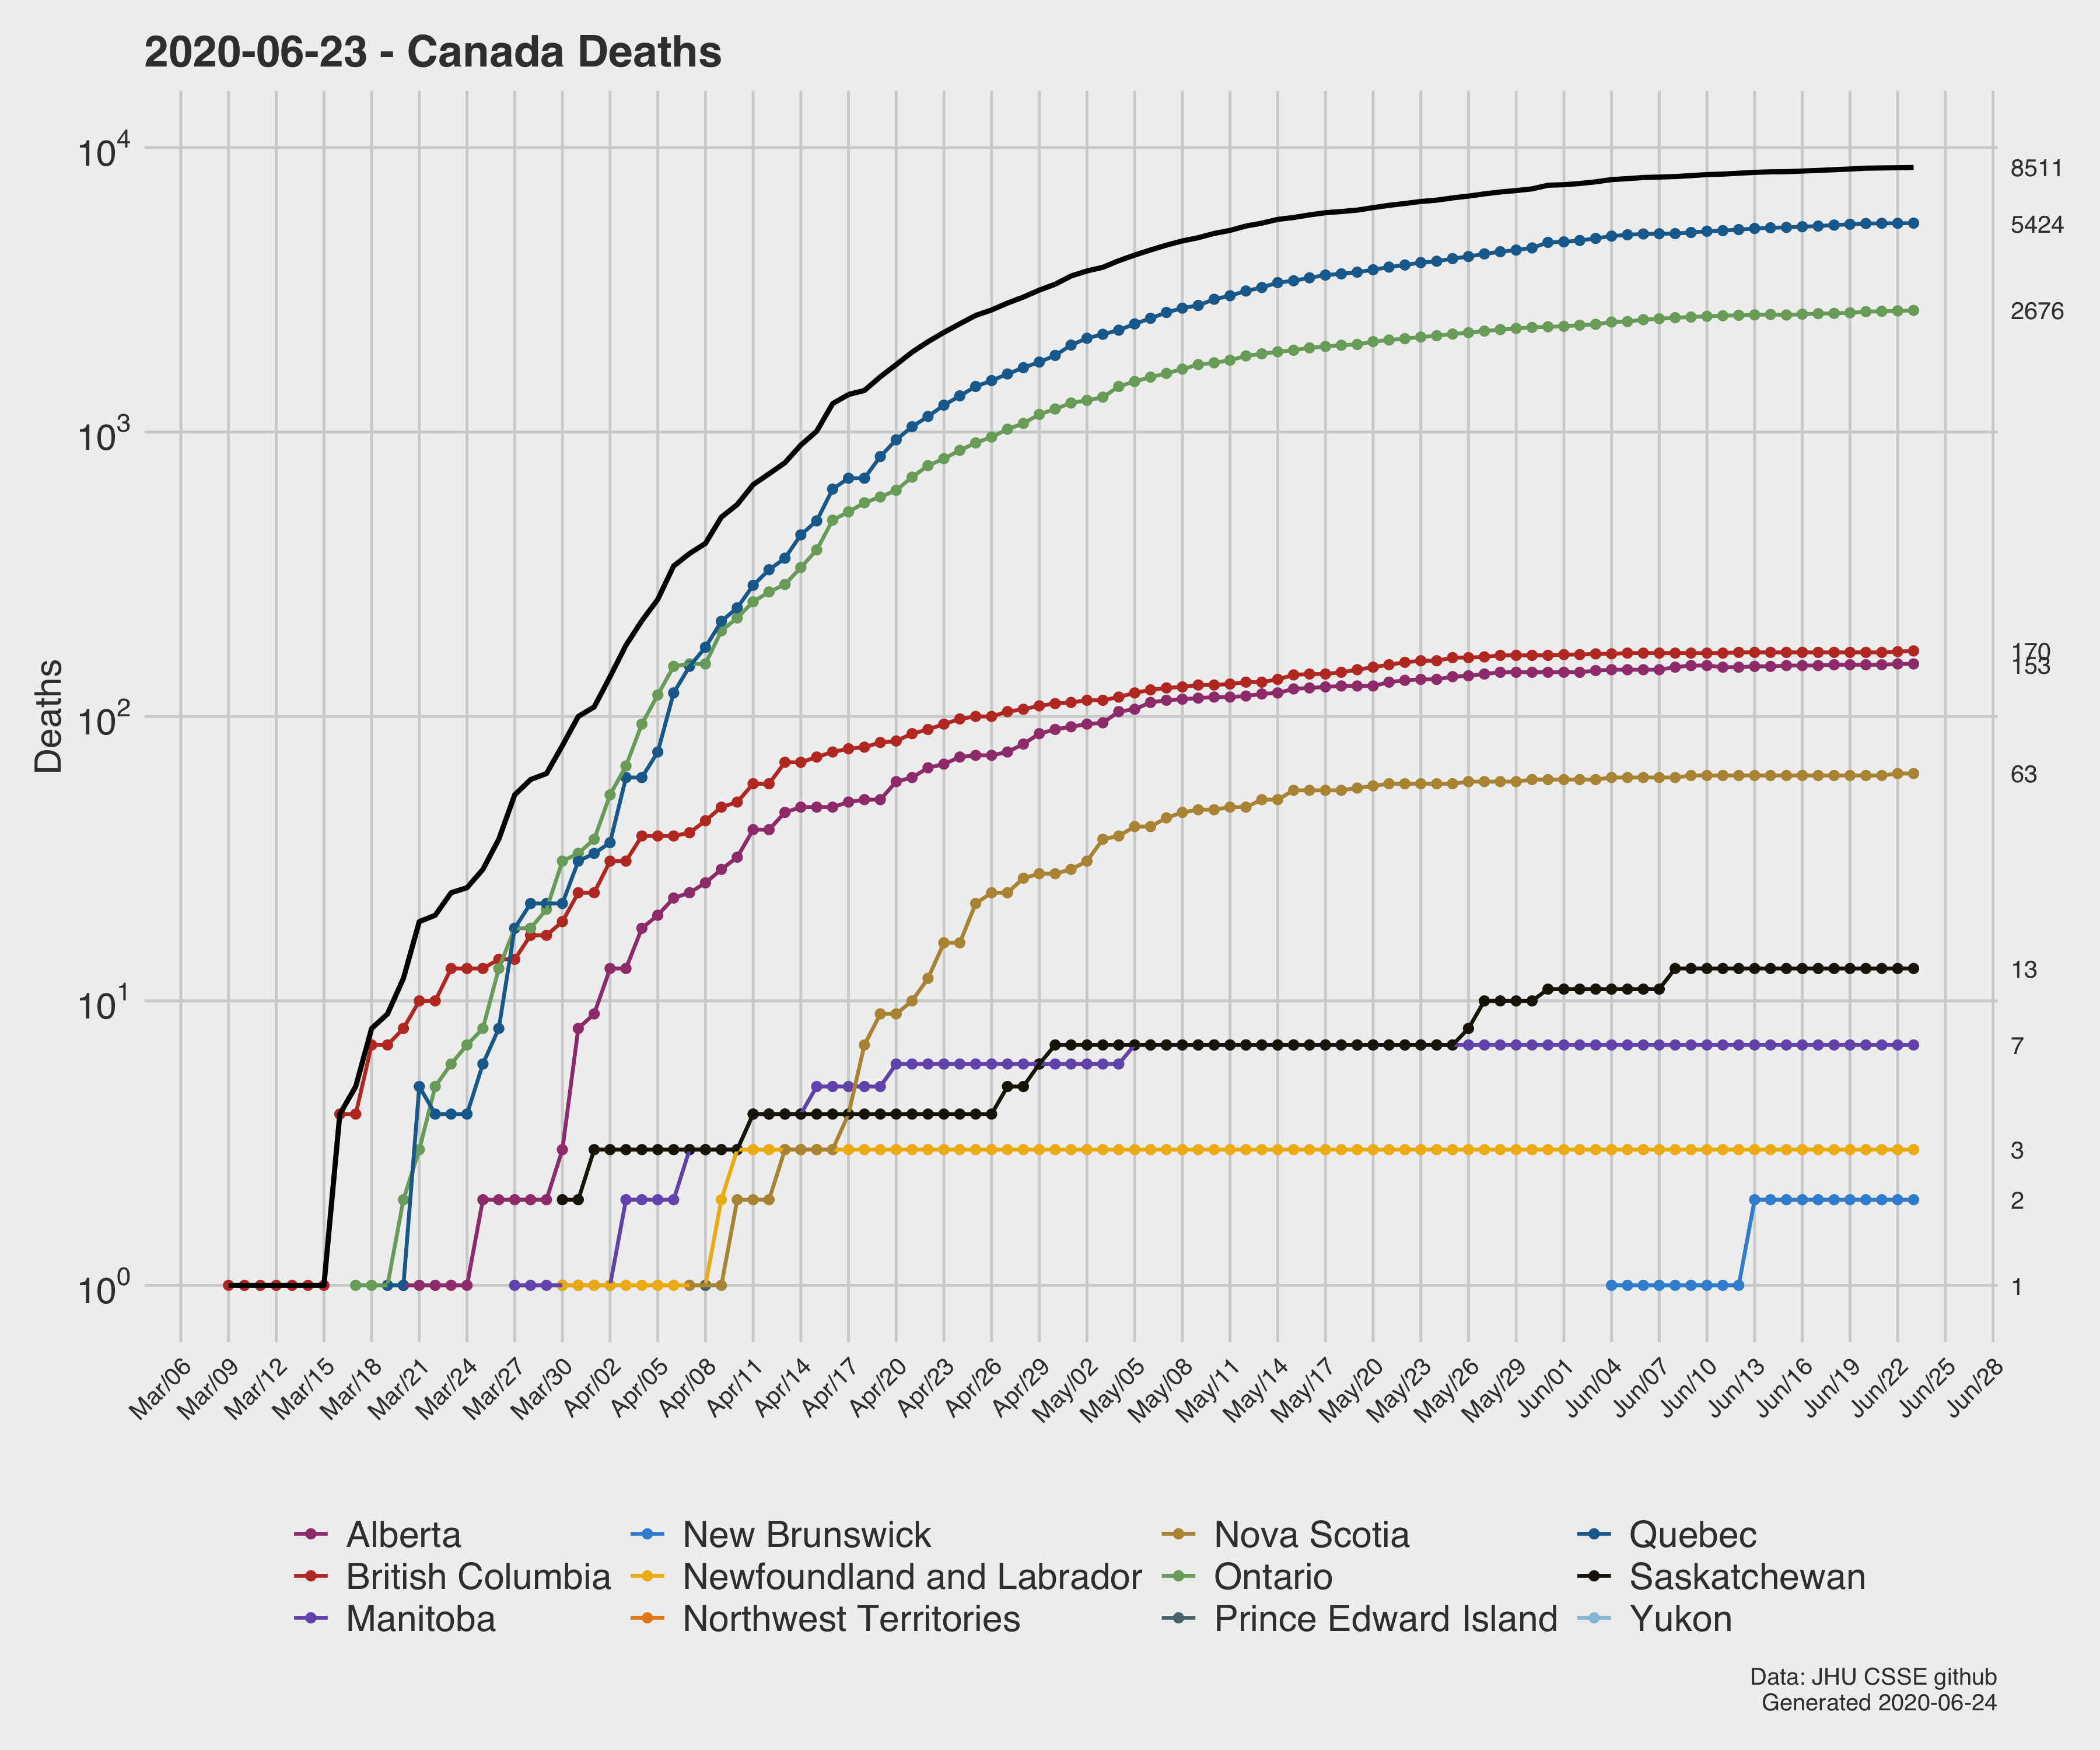 2020-06-23 - Canada Deaths
10^4
10^3
10^2
10^1
10^0
Deaths
8511
5424
2676
170
153
63
13
7
3
2
1
Mar/06 Mar/09 Mar/12 Mar/15 Mar/18 Mar/21 Mar/24 Mar/27 Mar/30 Apr/02 Apr/05 Apr/08 Apr/11 Apr/14 Apr/17 Apr/20 Apr/23 Apr/26 Apr/29 May/02 May/05 May/08 May/11 May/14 May/17 May/20 May/23 May/26 May/29 Jun/01 Jun/04 Jun/07 Jun/10 Jun/13 Jun/16 Jun/19 Jun/22 Jun/25 Jun/28
Alberta New Brunswick Nova Scotia Quebec
British Columbia Newfoundland and Labrador Ontario Saskatchewan
Manitoba Northwest Territories Prince Edward Island Yukon
Data: JHU CSSE github
Generated 2020-06-24